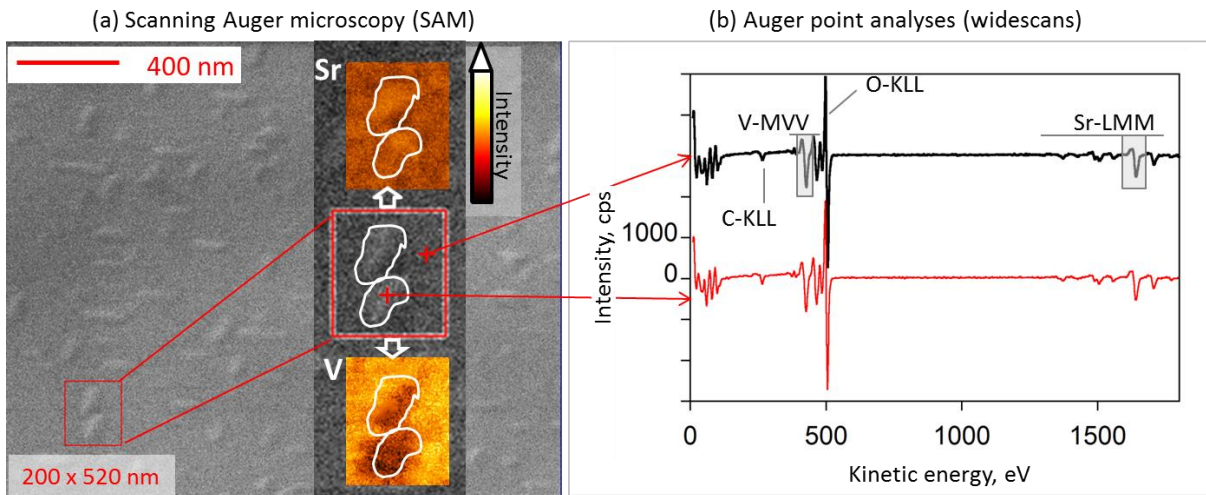 (a) Scanning Auger microscopy (SAM)
400 nm
Sr
Intensity
V
200 x 520 nm
(b) Auger point analyses (widescans)
O-KLL
V-MVV
Sr-LMM
C-KLL
Intensity, cps
1000
0
0
500
1000
1500
Kinetic energy, eV